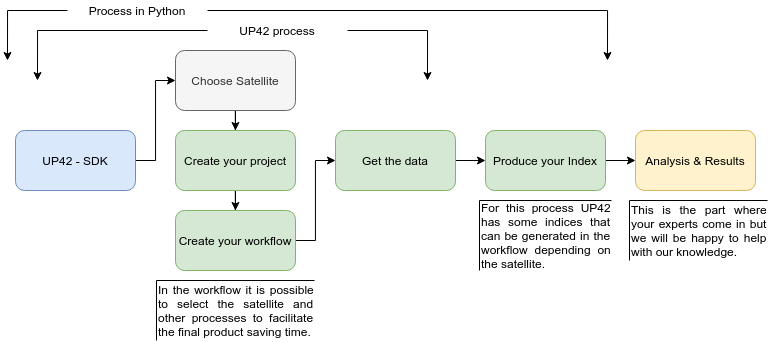 Process in Python
UP42 process
Choose Satellite
UP42 - SDK
Create your project
Get the data
Produce your Index
Analysis & Results
Create your workflow
For this process UP42
has some indices that
can be generated in the
workflow depending on
the satellite.
This is the part where
your experts come in but
we will be happy to help
with our knowledge.
In the workflow it is possible
to select the satellite and
other processes to facilitate
the final product saving time.